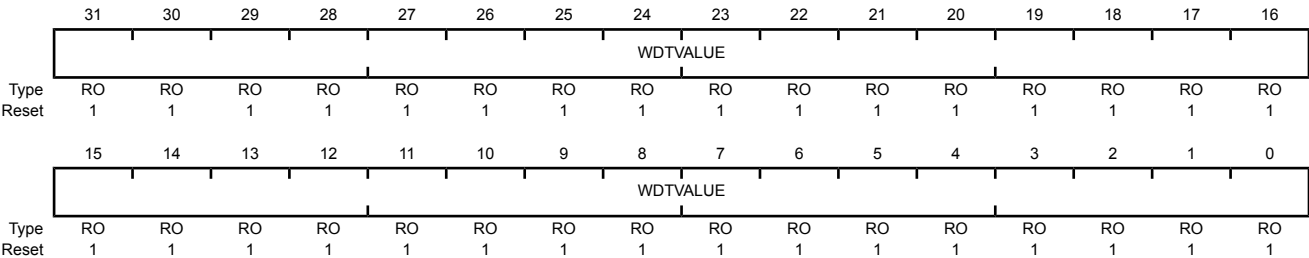 31 30 29 28 27 26 25 24 23 22 21 20 19 18 17 16
WDTVALUE
Type RO RO RO RO RO RO RO RO RO RO RO RO RO RO RO RO
Reset 1 1 1 1 1 1 1 1 1 1 1 1 1 1 1 1
15 14 13 12 11 10 9 8 7 6 5 4 3 2 1 0
WDTVALUE
Type RO RO RO RO RO RO RO RO RO RO RO RO RO RO RO RO
Reset 1 1 1 1 1 1 1 1 1 1 1 1 1 1 1 1